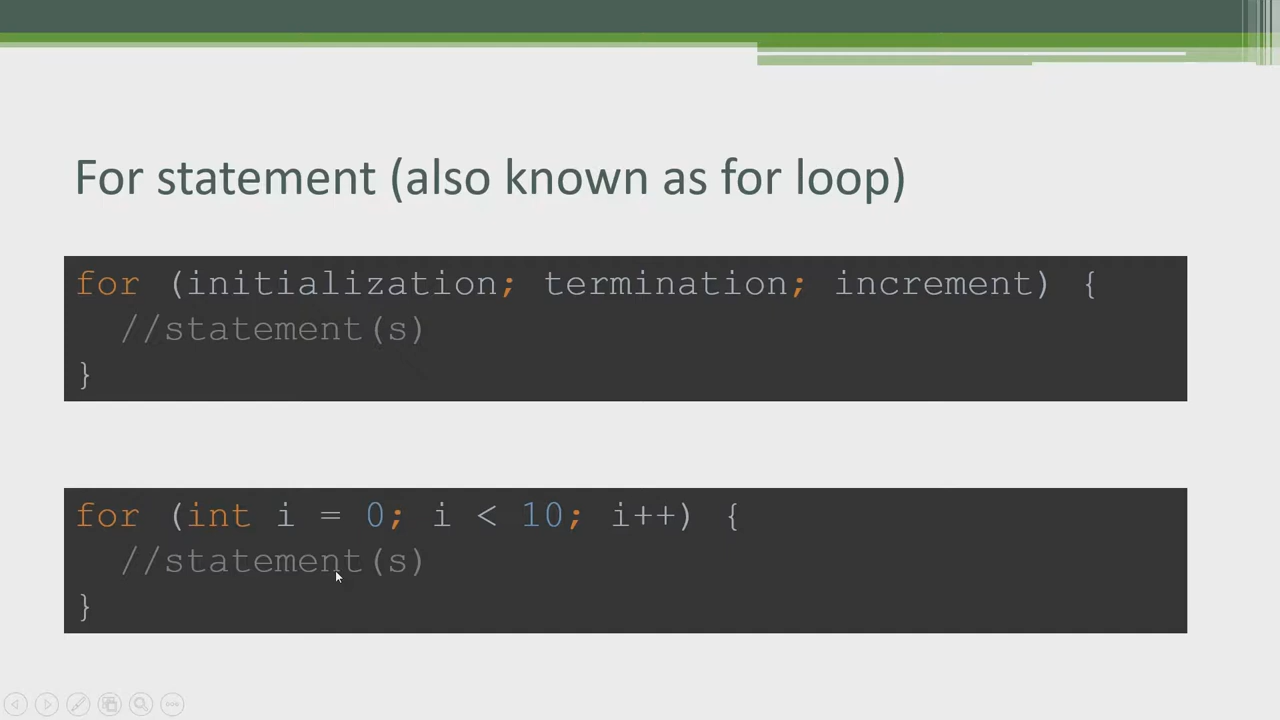 For statement (also known as for loop)
for (initialization; termination; increment) {
//statement(s)
}
for (int i = 0; i < 10; i++) {
//statement(s)
}